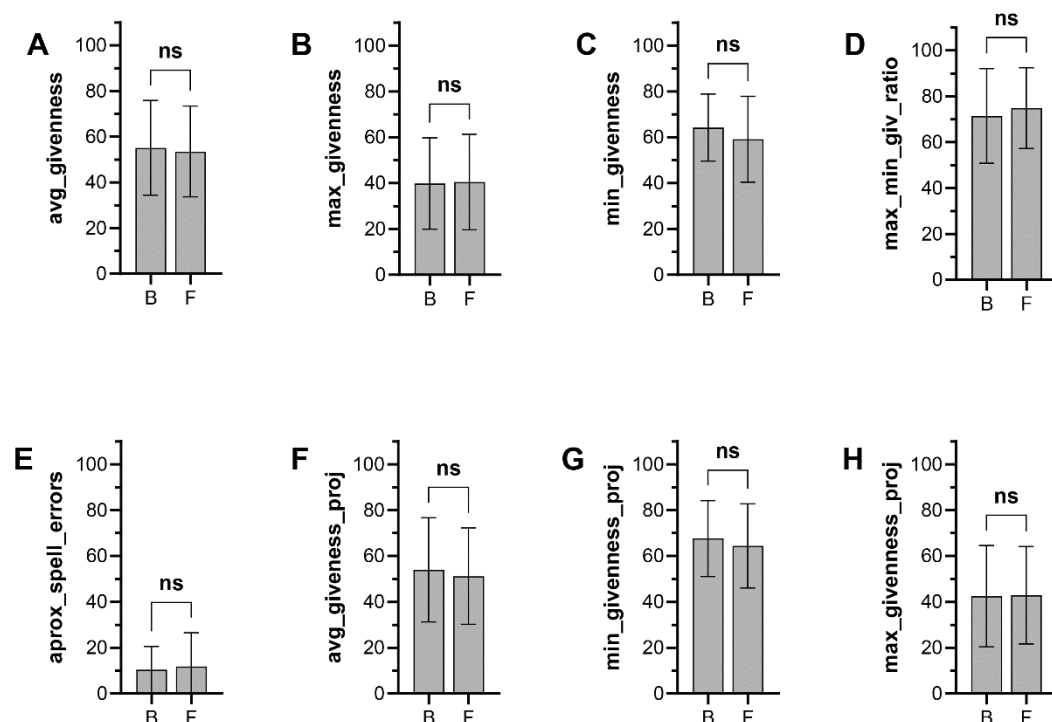 A
avg_givenness
100
80
60
40
20
0
ns
B
F
B
max_givenness
100
80
60
40
20
0
ns
B
F
C
min_givenness
100
80
60
40
20
0
ns
B
F
D
max_min_giv_ratio
100
80
60
40
20
0
ns
B
F
E
aprox_spell_errors
100
80
60
40
20
0
ns
B
F
F
avg_giveness_proj
100
80
60
40
20
0
ns
B
F
G
min_givenness_proj
100
80
60
40
20
0
ns
B
F
H
max_givenness_proj
100
80
60
40
20
0
ns
B
F